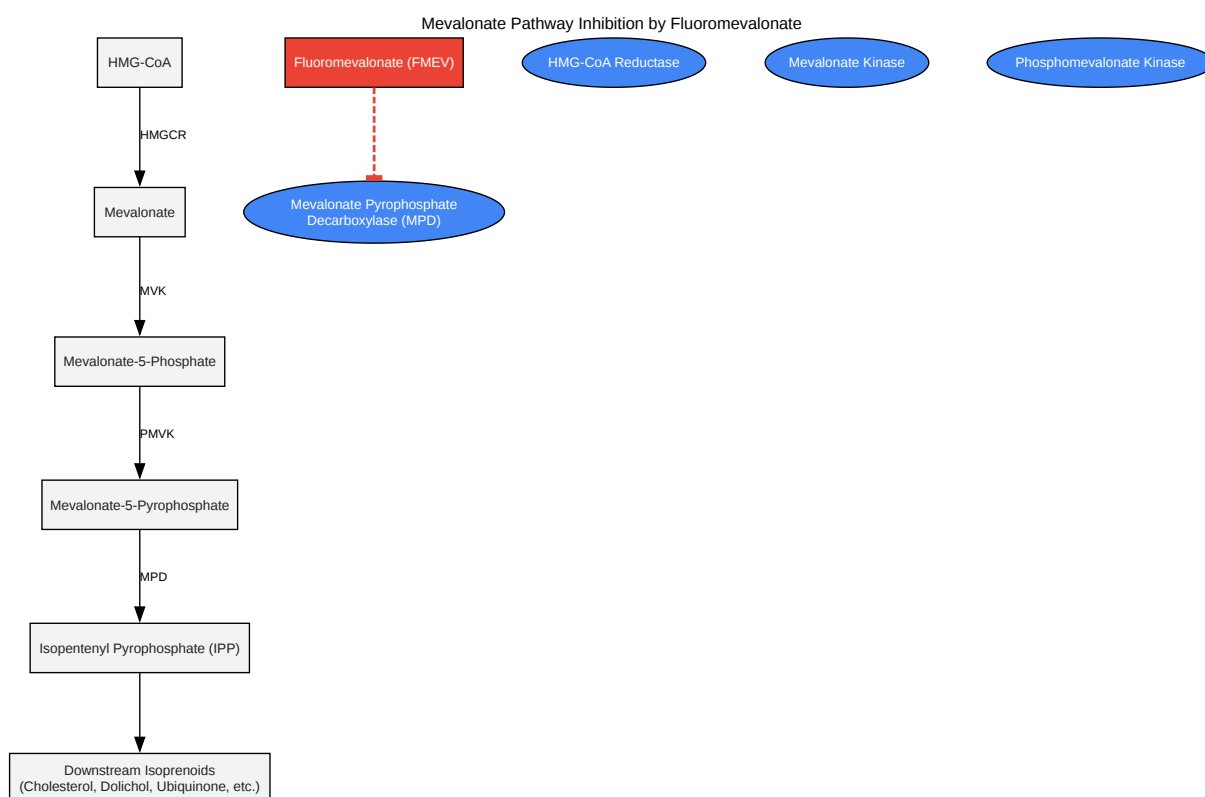 Mevalonate Pathway Inhibition by Fluoromevalonate
HMG-CoA
Fluoromevalonate (FMEV)
HMG-CoA Reductase
Mevalonate Kinase
Phosphomevalonate Kinase
HMGCR
Mevalonate
Mevalonate Pyrophosphate
Decarboxylase (MPD)
MVK
Mevalonate-5-Phosphate
PMVK
Mevalonate-5-Pyrophosphate
MPD
Isopentenyl Pyrophosphate (IPP)
Downstream Isoprenoids
(Cholesterol, Dolichol, Ubiquinone, etc.)